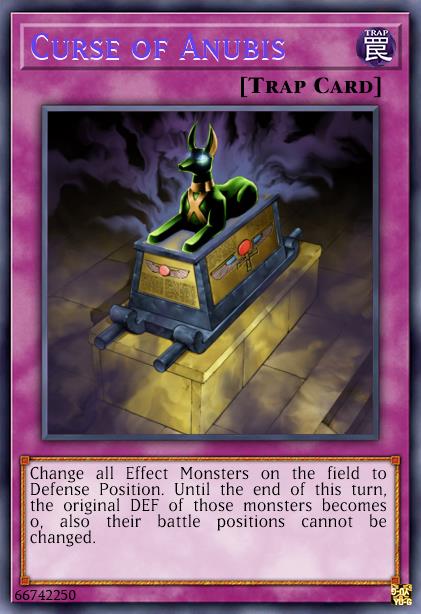 Curse of Anubis
TRAP
罠
[Trap Card]
Change all Effect Monsters on the field to
Defense Position. Until the end of this turn,
the original DEF of those monsters becomes
0, also their battle positions cannot be
changed.
66742250